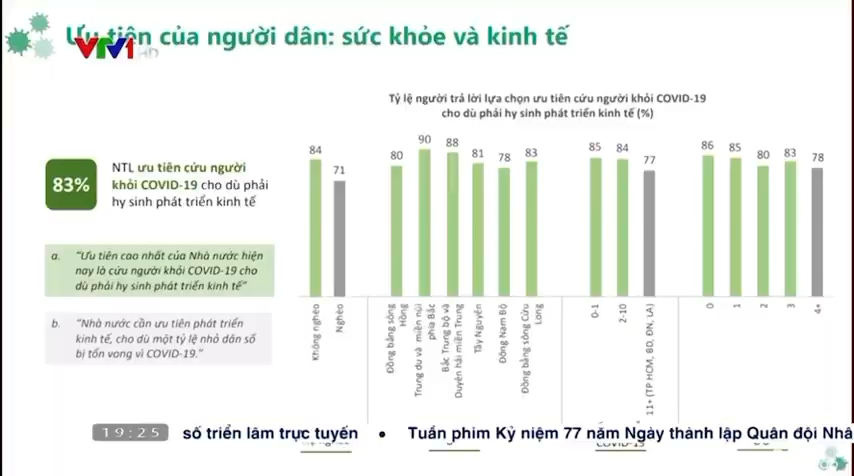 Ưu tiên của người dân: sức khỏe và kinh tế
VTV1
HD
Tỷ lệ người trả lời lựa chọn ưu tiên cứu người khỏi COVID-19
cho dù phải hy sinh phát triển kinh tế (%)
83%
NTL ưu tiên cứu người
khỏi COVID-19 cho dù phải
hy sinh phát triển kinh tế
a. "Ưu tiên cao nhất của Nhà nước hiện
nay là cứu người khỏi COVID-19 cho
dù phải hy sinh phát triển kinh tế"
b. "Nhà nước cần ưu tiên phát triển
kinh tế, cho dù một tỷ lệ nhỏ dân số
bị tổn vong vì COVID-19."
84
71
80
90
88
81
78
83
85
84
77
86
85
80
83
78
Không nghèo
Nghèo
Đồng bằng sông
Hồng
Trung du và miền núi
phía Bắc
Bắc Trung bộ và
Duyên hải miền Trung
Tây Nguyên
Đông Nam Bộ
Đồng bằng sông Cửu
Long
0-1
2-10
11+ (TP HCM, BD, ĐN, LA)
0
1
2
3
4+
19:25
số triển lãm trực tuyến • Tuần phim Kỷ niệm 77 năm Ngày thành lập Quân đội Nhâ